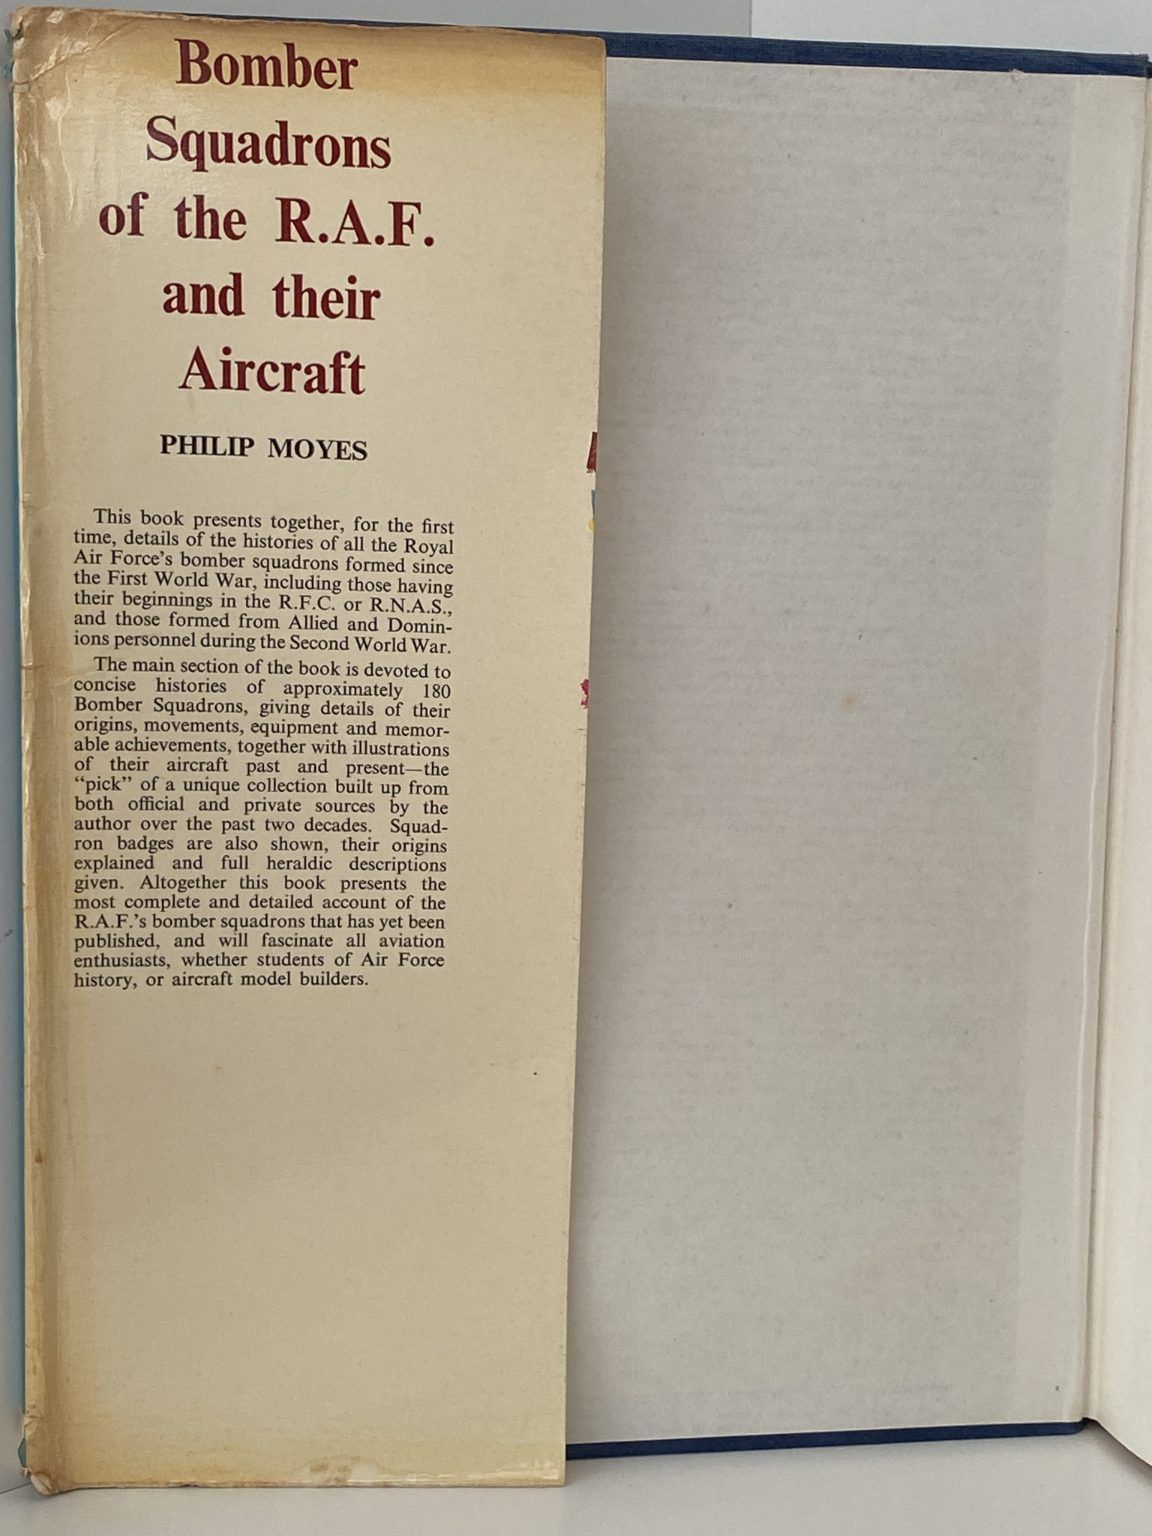 Bomber
Squadrons
of the R.A.F.
and their
Aircraft
PHILIP MOYES
This book presents together, for the first
time, details of the histories of all the Royal
Air Force's bomber squadrons formed since
the First World War, including those having
their beginnings in the R.F.C. or R.N.A.S.,
and those formed from Allied and Domin-
ions personnel during the Second World War.
The main section of the book is devoted to
concise histories of approximately 180
Bomber Squadrons, giving details of their
origins, movements, equipment and memor-
able achievements, together with illustrations
of their aircraft past and present—the
“pick” of a unique collection built up from
both official and private sources by the
author over the past two decades. Squad-
ron badges are also shown, their origins
explained and full heraldic descriptions
given. Altogether this book presents the
most complete and detailed account of the
R.A.F.'s bomber squadrons that has yet been
published, and will fascinate all aviation
enthusiasts, whether students of Air Force
history, or aircraft model builders.